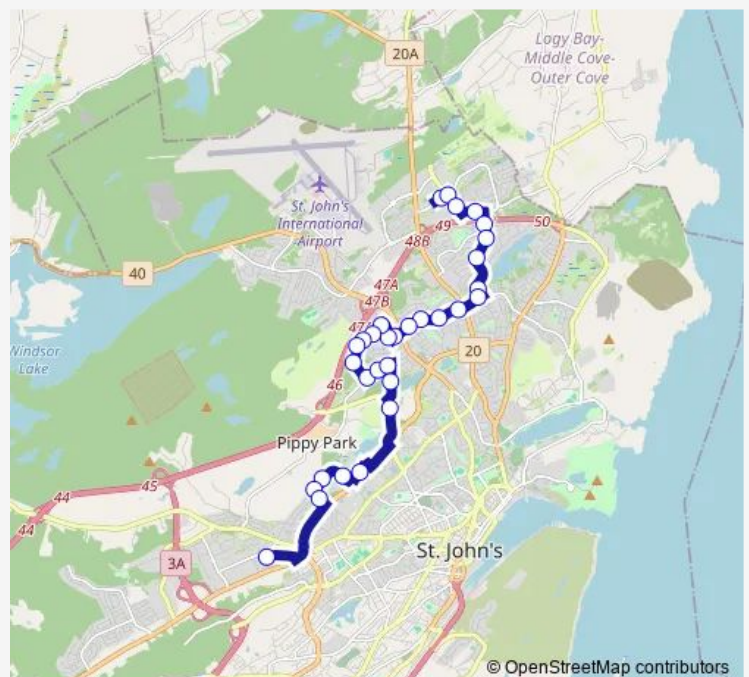 20A
Logy Bay-
Middle Cove-
Outer Cove
St. John's
International
Airport
49
50
48B
40
47A
47B
47
Windsor
Lake
20
46
Pippy Park
45
44
44
3A
St. John's
© OpenStreetMap contributors